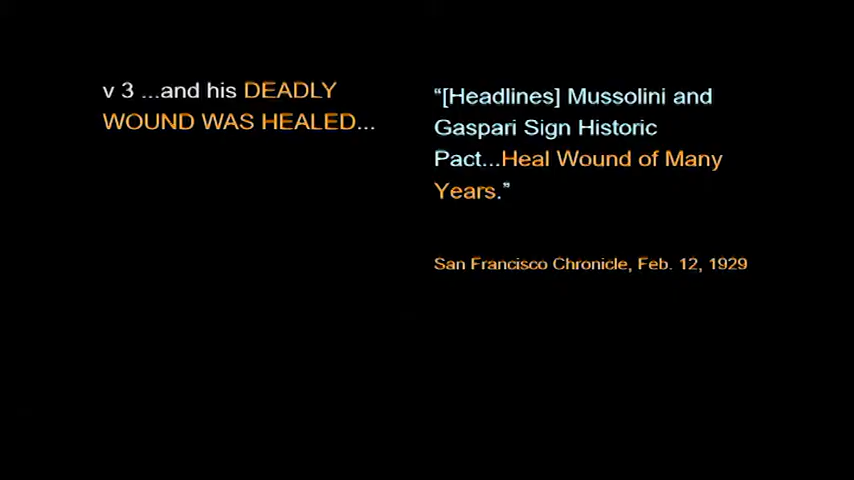 v 3 ...and his DEADLY
WOUND WAS HEALED...
“[Headlines] Mussolini and
Gaspari Sign Historic
Pact...Heal Wound of Many
Years.”
San Francisco Chronicle, Feb. 12, 1929